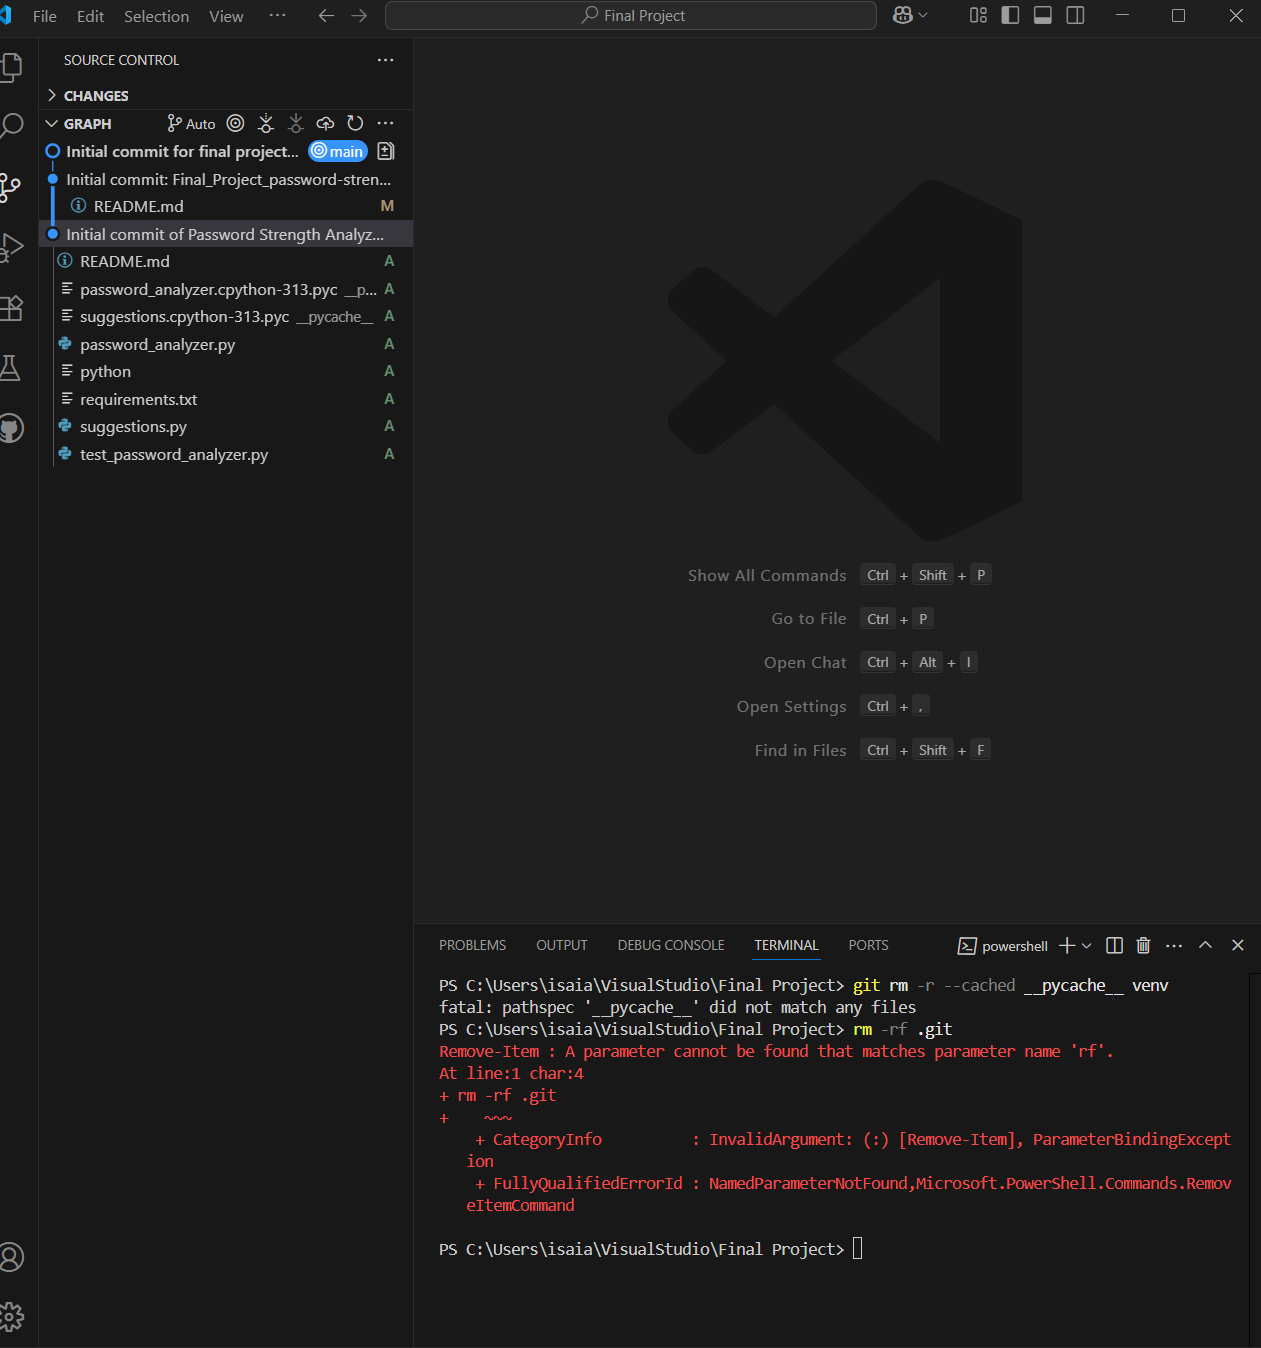 File Edit Selection View ··· Final Project
SOURCE CONTROL
CHANGES
GRAPH Auto
Initial commit for final project... main
Initial commit: Final_Project_password-stren...
README.md M
Initial commit of Password Strength Analyz...
README.md A
password_analyzer.cpython-313.pyc __p... A
suggestions.cpython-313.pyc __pycache__ A
password_analyzer.py A
python A
requirements.txt A
suggestions.py A
test_password_analyzer.py A
Show All Commands Ctrl + Shift + P
Go to File Ctrl + P
Open Chat Ctrl + Alt + I
Open Settings Ctrl + ,
Find in Files Ctrl + Shift + F
PROBLEMS OUTPUT DEBUG CONSOLE TERMINAL PORTS powershell
PS C:\Users\isaia\VisualStudio\Final Project> git rm -r --cached __pycache__ venv
fatal: pathspec '__pycache__' did not match any files
PS C:\Users\isaia\VisualStudio\Final Project> rm -rf .git
Remove-Item : A parameter cannot be found that matches parameter name 'rf'.
At line:1 char:4
+ rm -rf .git
+    ~~~
+ CategoryInfo          : InvalidArgument: (:) [Remove-Item], ParameterBindingExcept
ion
+ FullyQualifiedErrorId : NamedParameterNotFound,Microsoft.PowerShell.Commands.Remov
eItemCommand
PS C:\Users\isaia\VisualStudio\Final Project>